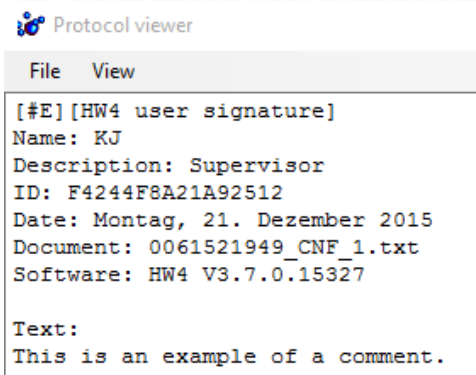 Protocol viewer
File View
[#E][HW4 user signature]
Name: KJ
Description: Supervisor
ID: F4244F8A21A92512
Date: Montag, 21. Dezember 2015
Document: 0061521949_CNF_1.txt
Software: HW4 V3.7.0.15327
Text:
This is an example of a comment.